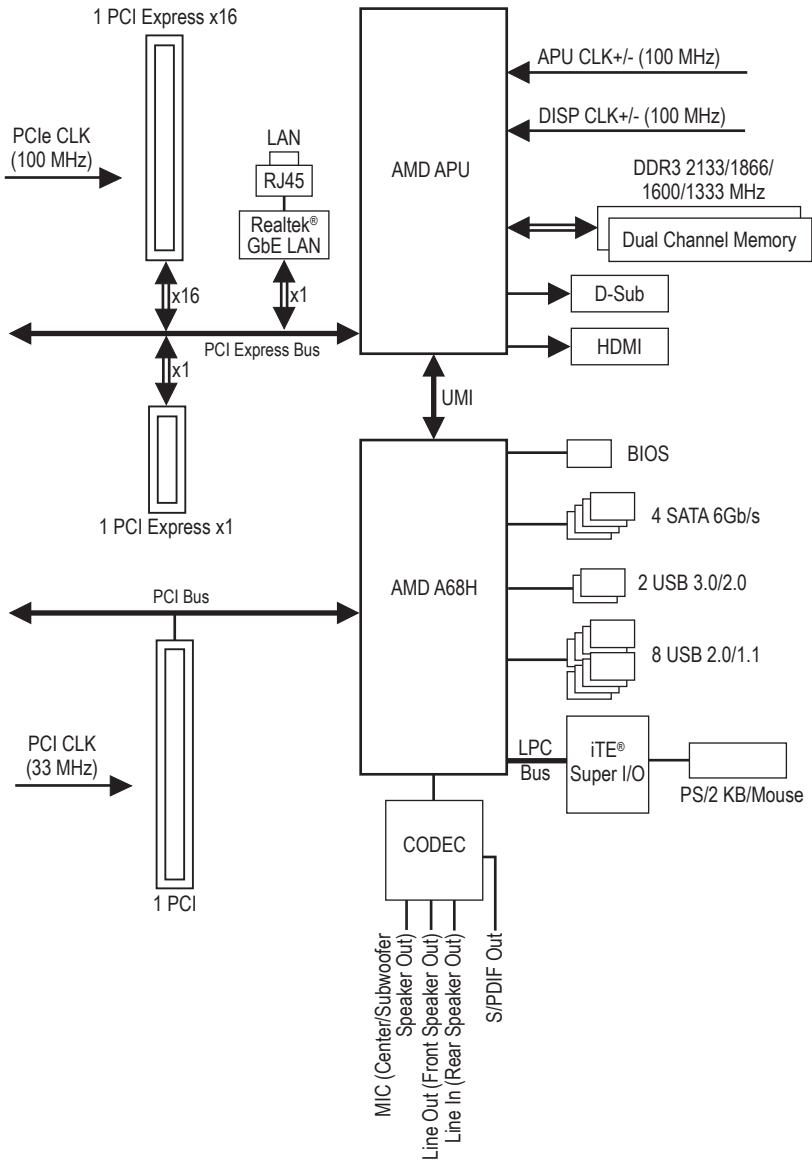 1 PCI Express x16
APU CLK+/- (100 MHz)
DISP CLK+/- (100 MHz)
PCIe CLK
(100 MHz)
LAN
RJ45
Realtek®
GbE LAN
AMD APU
DDR3 2133/1866/
1600/1333 MHz
Dual Channel Memory
x16
x1
D-Sub
PCI Express Bus
HDMI
x1
UMI
1 PCI Express x1
BIOS
4 SATA 6Gb/s
AMD A68H
2 USB 3.0/2.0
PCI Bus
8 USB 2.0/1.1
PCI CLK
(33 MHz)
LPC
Bus
iTE®
Super I/O
PS/2 KB/Mouse
CODEC
1 PCI
MIC (Center/Subwoofer
Speaker Out)
Line Out (Front Speaker Out)
Line In (Rear Speaker Out)
S/PDIF Out